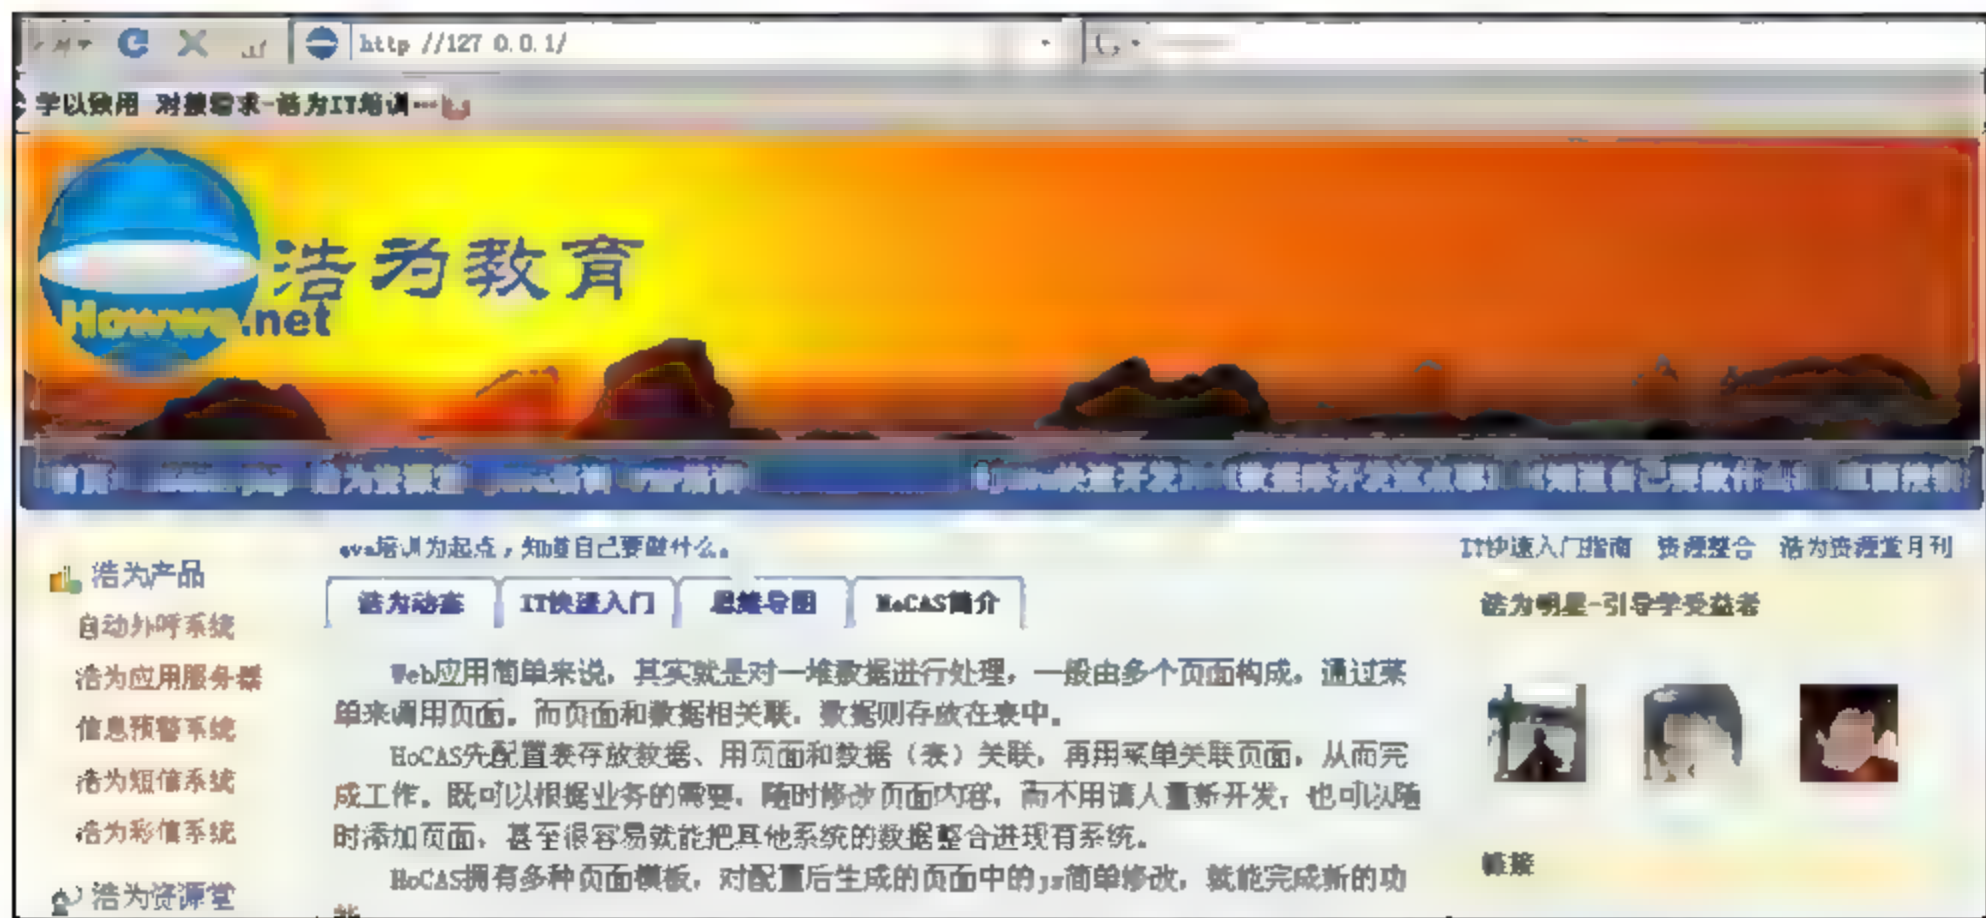 http //127 0.0.1/
学以致用 对接需求-浩为IT培训
浩为教育
Howwe.net
ava培训为起点，知道自己要做什么。
IT快速入门指南 资源整合 浩为资源堂月刊
浩为产品
自动外呼系统
浩为应用服务器
信息预警系统
浩为短信系统
浩为彩信系统
浩为资源堂
浩为动态 IT快速入门 思维导图 HoCAS简介
Web应用简单来说，其实就是对一堆数据进行处理，一般由多个页面构成，通过菜
单来调用页面。而页面和数据相关联，数据则存放在表中。
HoCAS先配置表存放数据、用页面和数据（表）关联，再用菜单关联页面，从而完
成工作。既可以根据业务的需要，随时修改页面内容，而不用请人重新开发，也可以随
时添加页面，甚至很容易就能把其他系统的数据整合进现有系统。
HoCAS拥有多种页面模板，对配置后生成的页面中的js简单修改，就能完成新的功
浩为明星-引导学受益者
链接